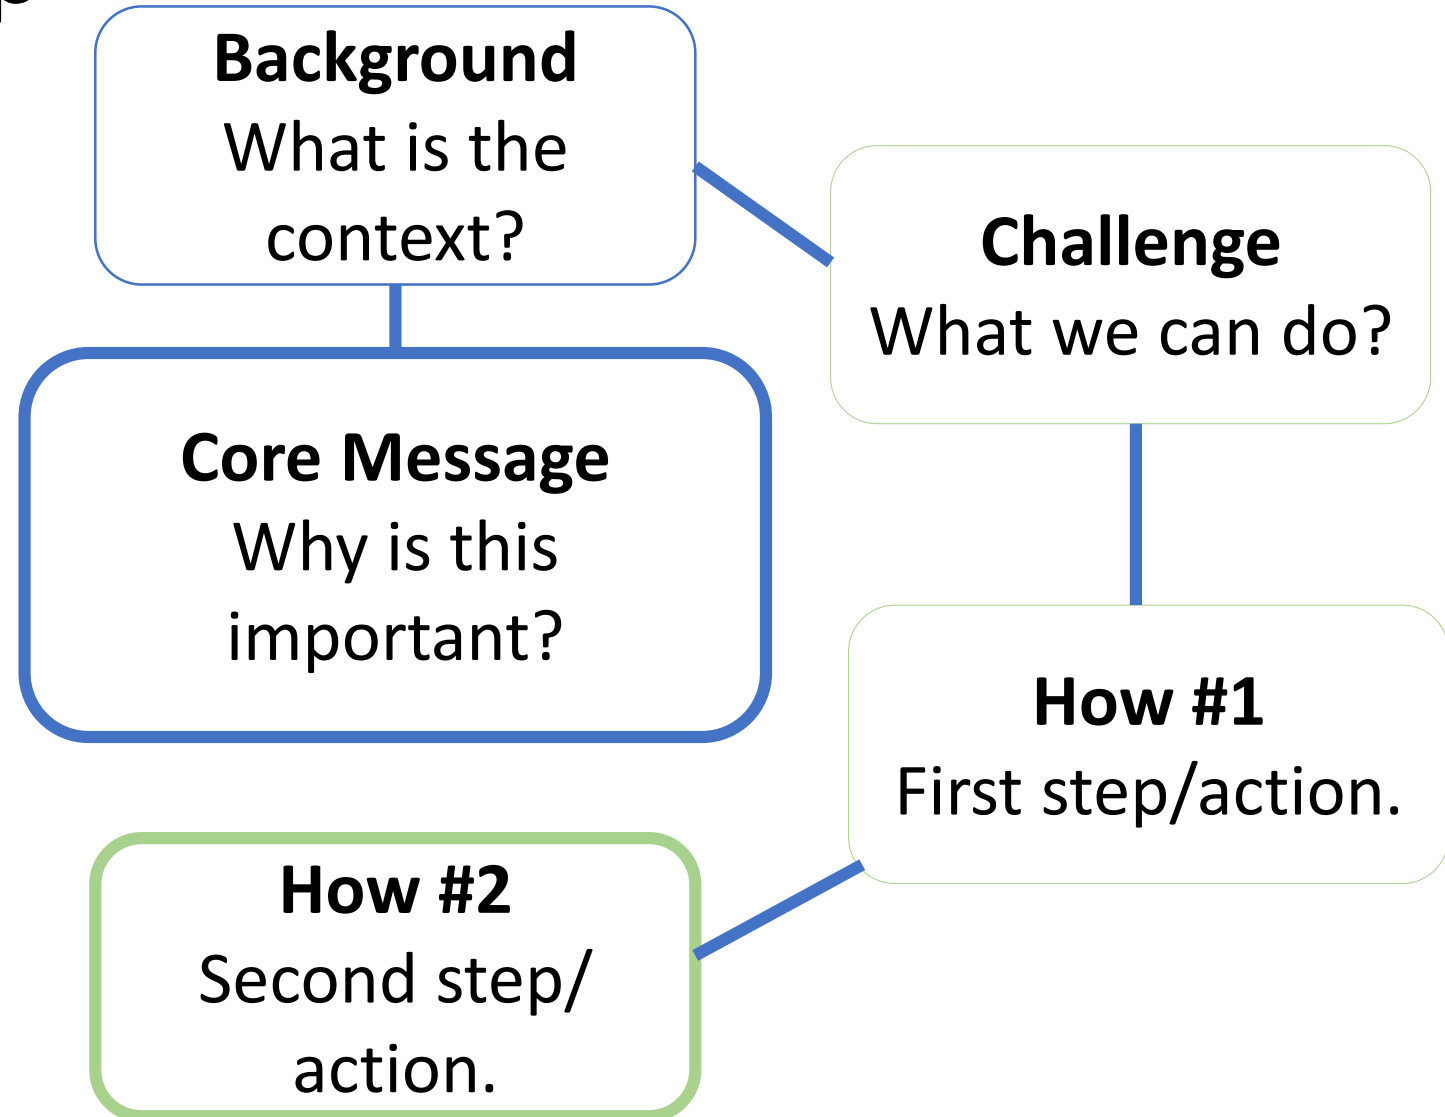 Background
What is the
context?
Challenge
What we can do?
Core Message
Why is this
important?
How #1
First step/action.
How #2
Second step/
action.